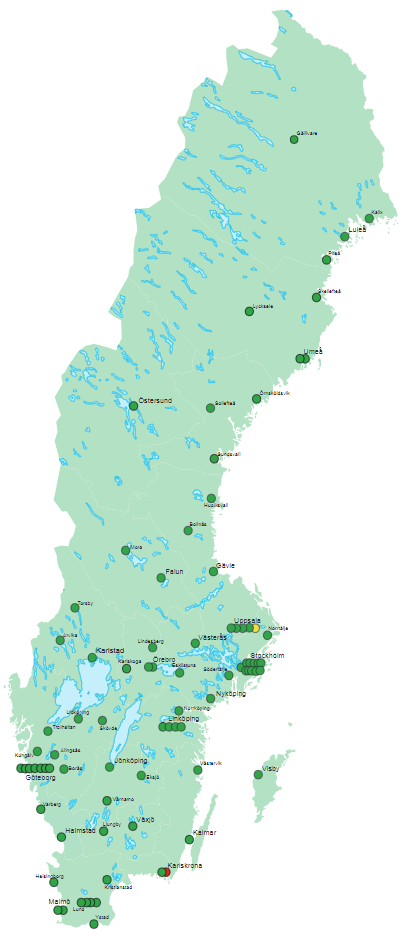 Gällivare
Kalix
Luleå
Piteå
Skellefteå
Lycksele
Umeå
Örnsköldsvik
Östersund
Sollefteå
Sundsvall
Hudiksvall
Bollnäs
Mora
Gävle
Falun
Torsby
Uppsala
Norrtälje
Arvika
Västerås
Lindesberg
Karlstad
Stockholm
Örebro
Karlskoga
Eskilstuna
Södertälje
Nyköping
Norrköping
Lidköping
Linköping
Skövde
Trollhättan
Kungälv
Alingsås
Jönköping
Borås
Västervik
Visby
Göteborg
Eksjö
Värnamo
Varberg
Växjö
Ljungby
Halmstad
Kalmar
Karlskrona
Helsingborg
Kristianstad
Malmö
Lund
Ystad